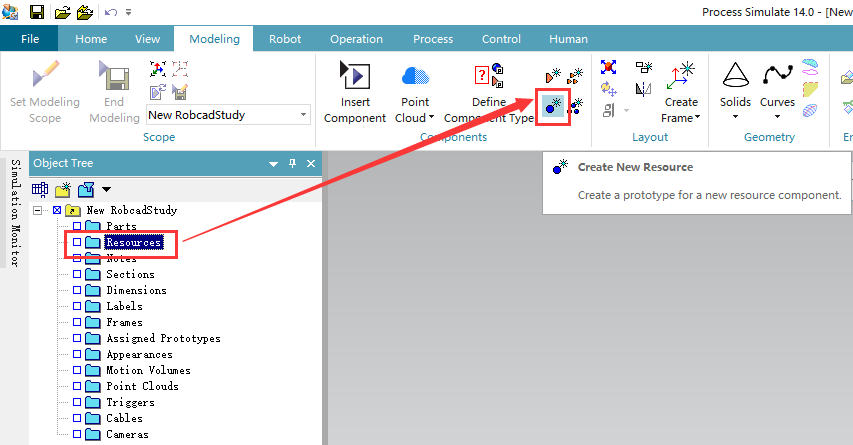 Process Simulate 14.0 - [New
File Home View Modeling Robot Operation Process Control Human
Set Modeling Scope
End Modeling
New RobcadStudy
Scope
Insert Component
Point Cloud
Define Component Type
Components
Create Frame
Layout
Solids
Curves
Geometry
Er
Create New Resource
Create a prototype for a new resource component.
Simulation Monitor
Object Tree
New RobcadStudy
Parts
Resources
Notes
Sections
Dimensions
Labels
Frames
Assigned Prototypes
Appearances
Motion Volumes
Point Clouds
Triggers
Cables
Cameras